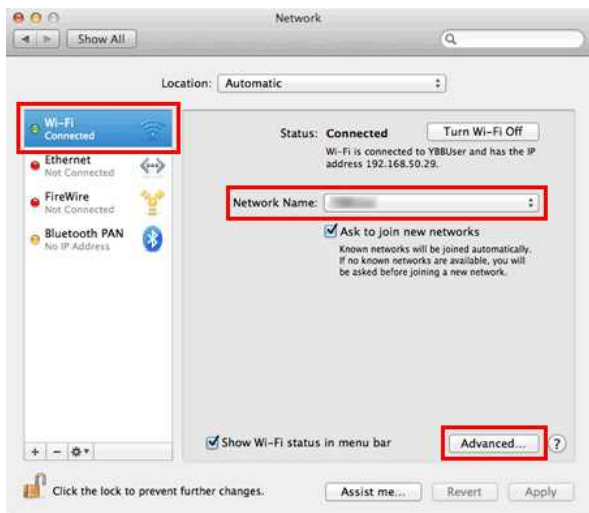 Network
Show All
Location: Automatic
Wi-Fi
Connected
Ethernet
Not Connected
FireWire
Not Connected
Bluetooth PAN
No IP Address
Status: Connected
Turn Wi-Fi Off
Wi-Fi is connected to YBBUser and has the IP
address 192.168.50.29.
Network Name:
Ask to join new networks
Known networks will be joined automatically.
If no known networks are available, you will
be asked before joining a new network.
Show Wi-Fi status in menu bar
Advanced...
?
Click the lock to prevent further changes.
Assist me...
Revert
Apply